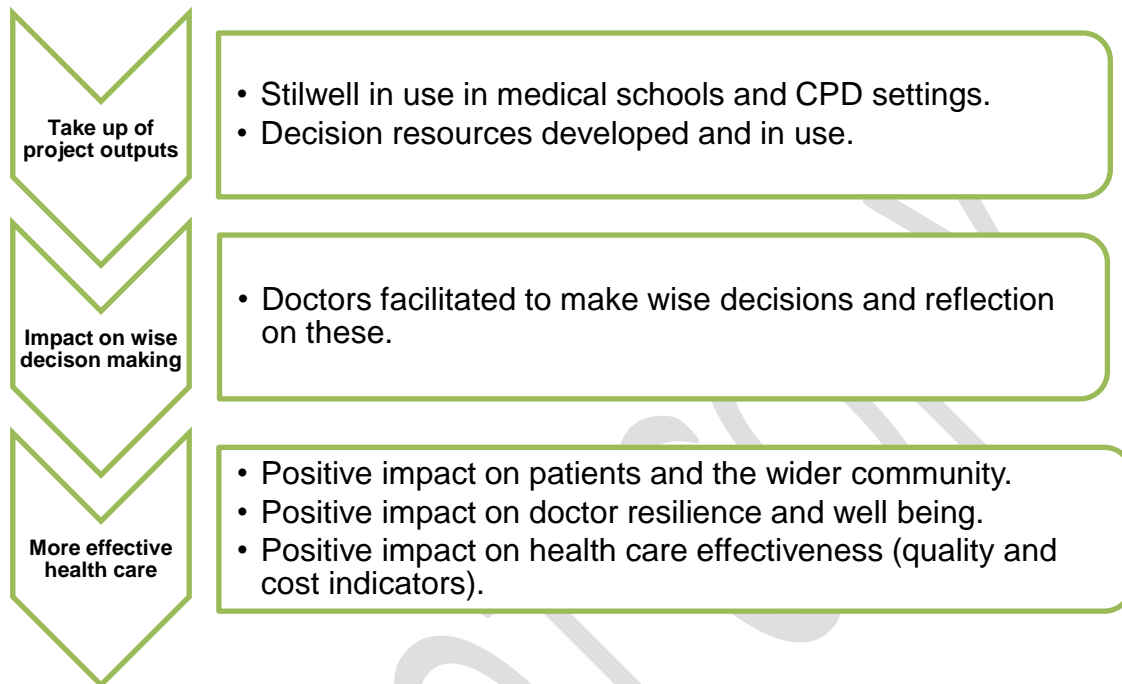 Take up of
project outputs
• Stilwell in use in medical schools and CPD settings.
• Decision resources developed and in use.
Impact on wise
decison making
• Doctors facilitated to make wise decisions and reflection
on these.
More effective
health care
• Positive impact on patients and the wider community.
• Positive impact on doctor resilience and well being.
• Positive impact on health care effectiveness (quality and
cost indicators).